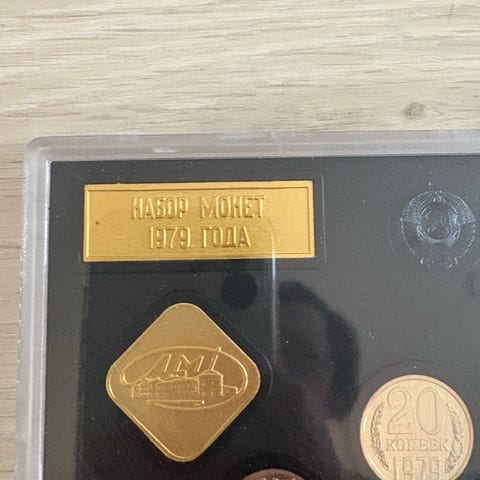 НАБОР МОНЕТ
1979 ГОДА
ЛМД
20
КОПЕЕК
1979